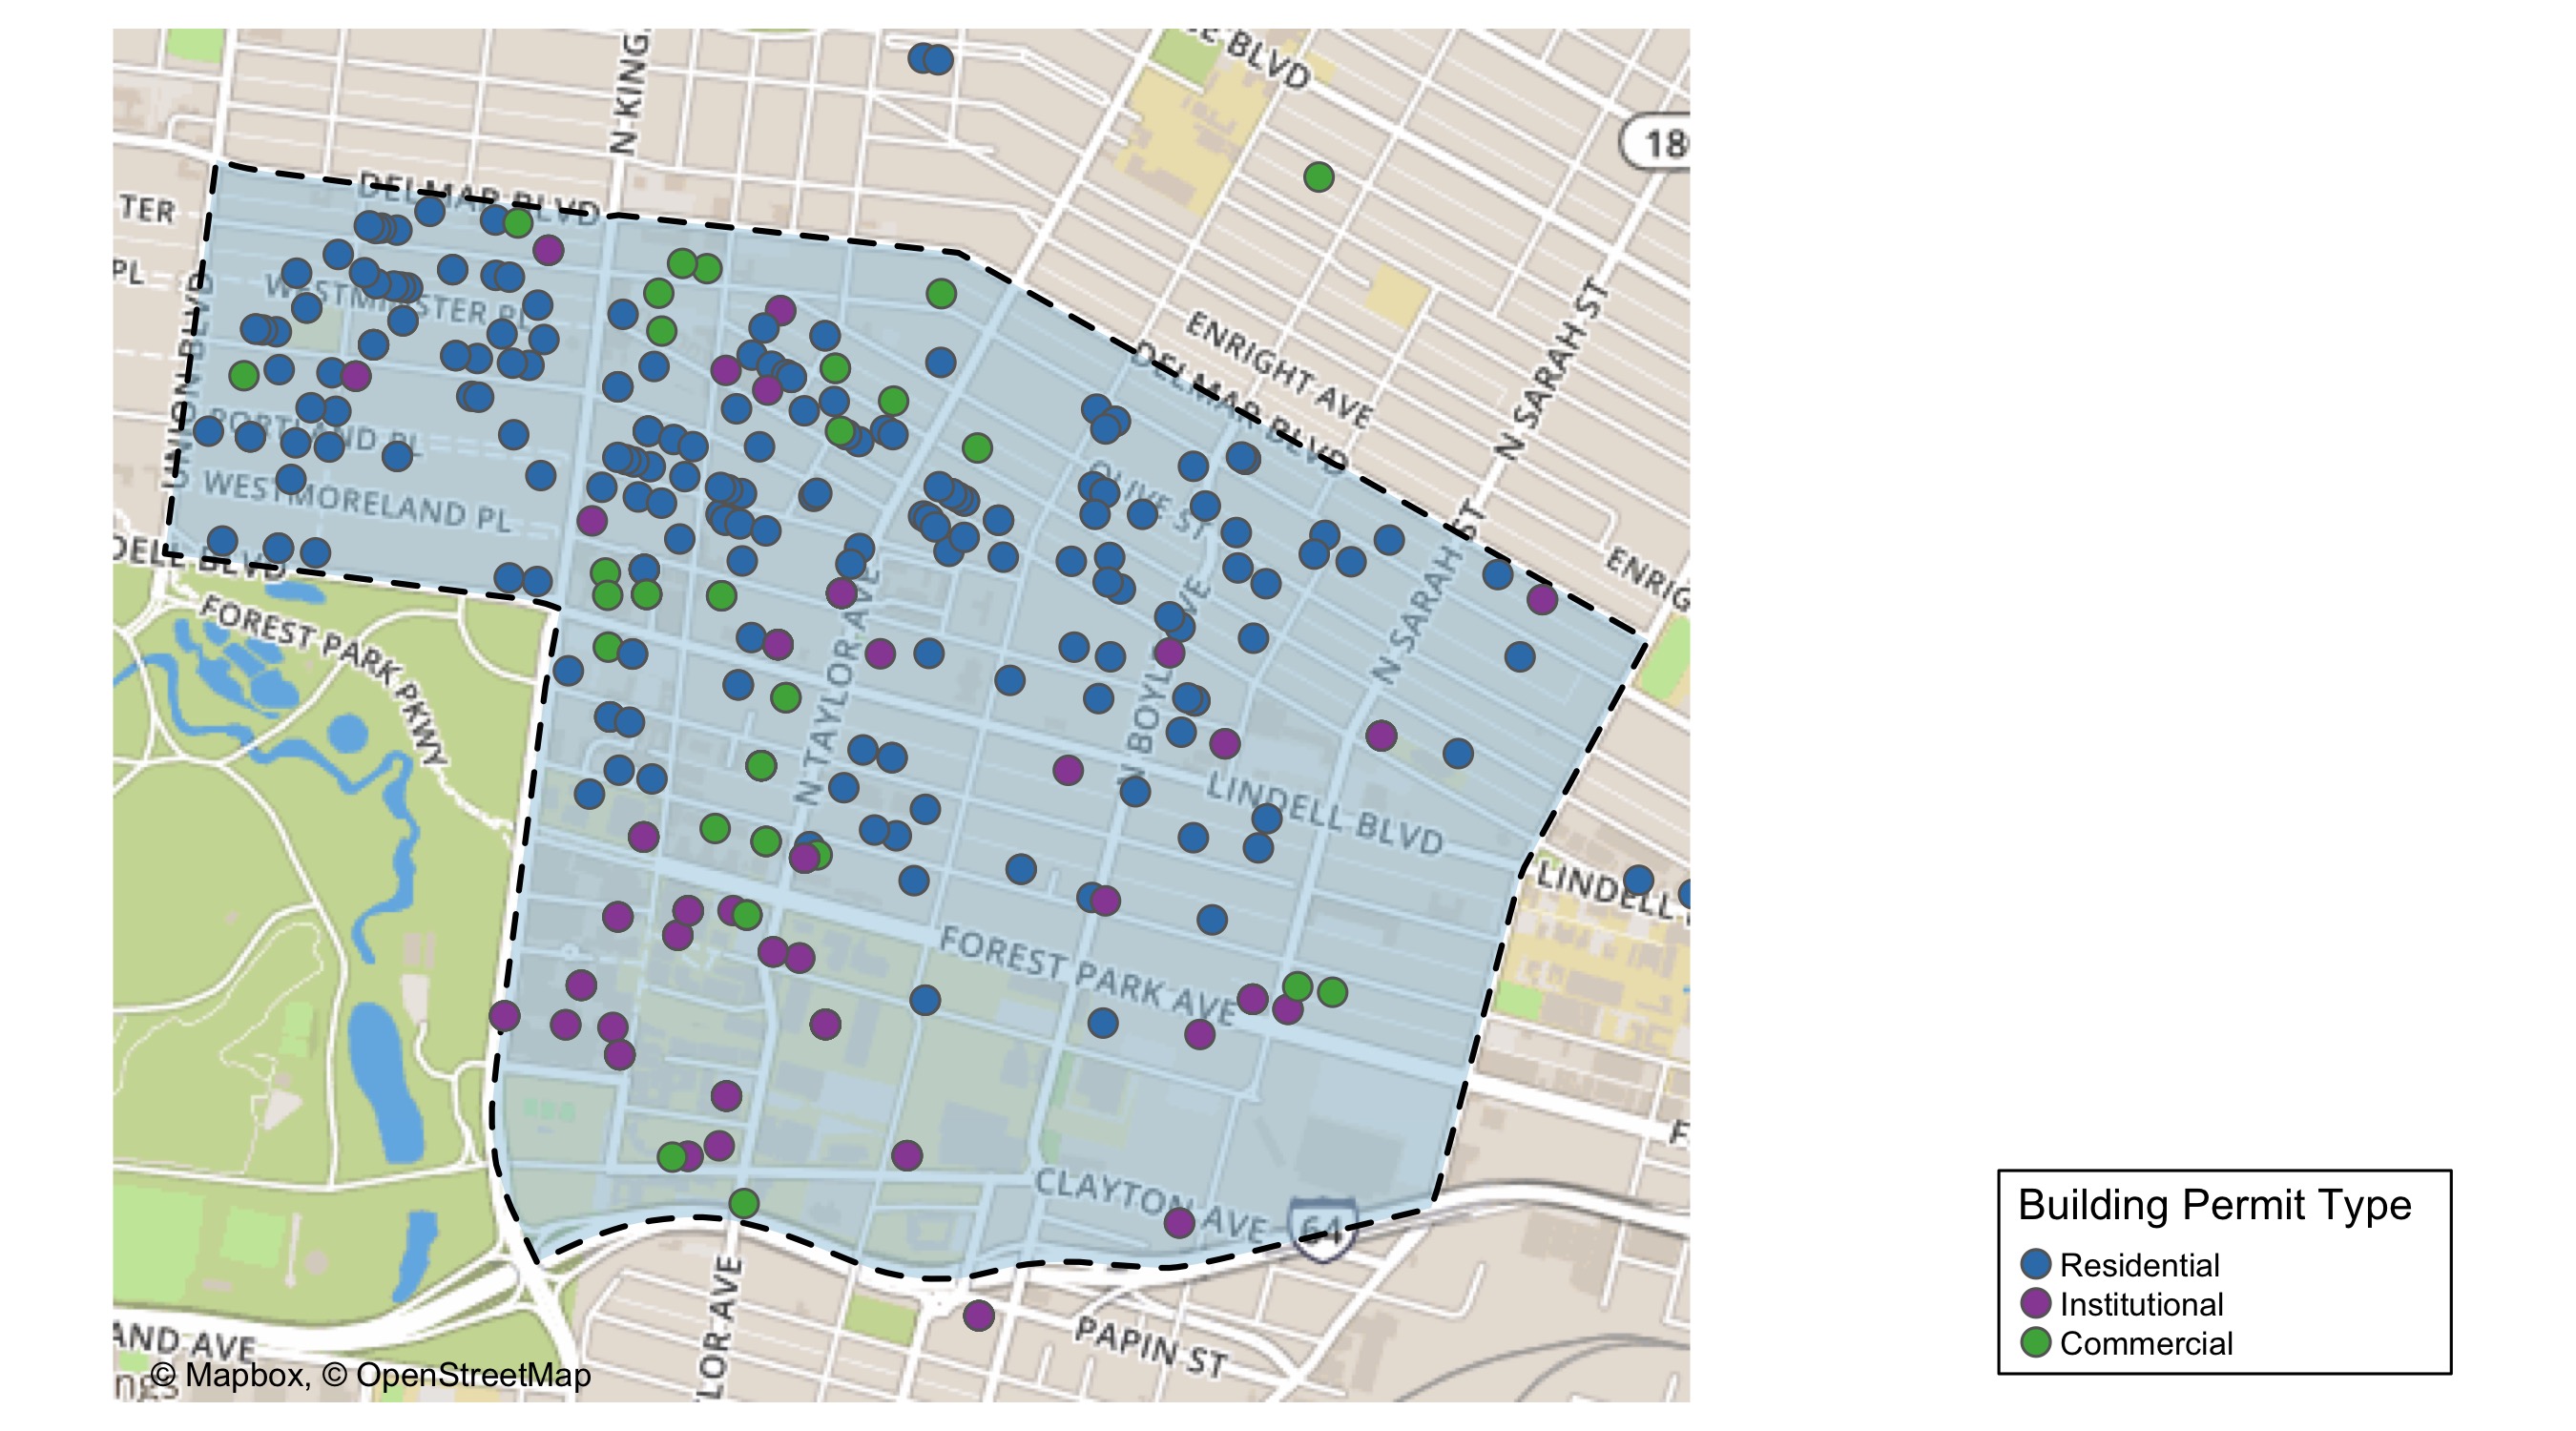 N KING
LE BLVD
18
TER
DELMAR BLVD
PL
WESTMINSTER PL
UNION BLVD
PORTLAND PL
WESTMORELAND PL
DELL BLVD
FOREST PARK PKWY
ENRIGHT AVE
DELMAR BLVD
N SARAH ST
OLIVE ST
N SARAH ST
ENRIG
N TAYLOR AVE
N BOYLE AVE
LINDELL BLVD
LINDELL
FOREST PARK AVE
F
CLAYTON AVE
64
LOR AVE
PAPIN ST
AND AVE
© Mapbox, © OpenStreetMap
Building Permit Type
Residential
Institutional
Commercial